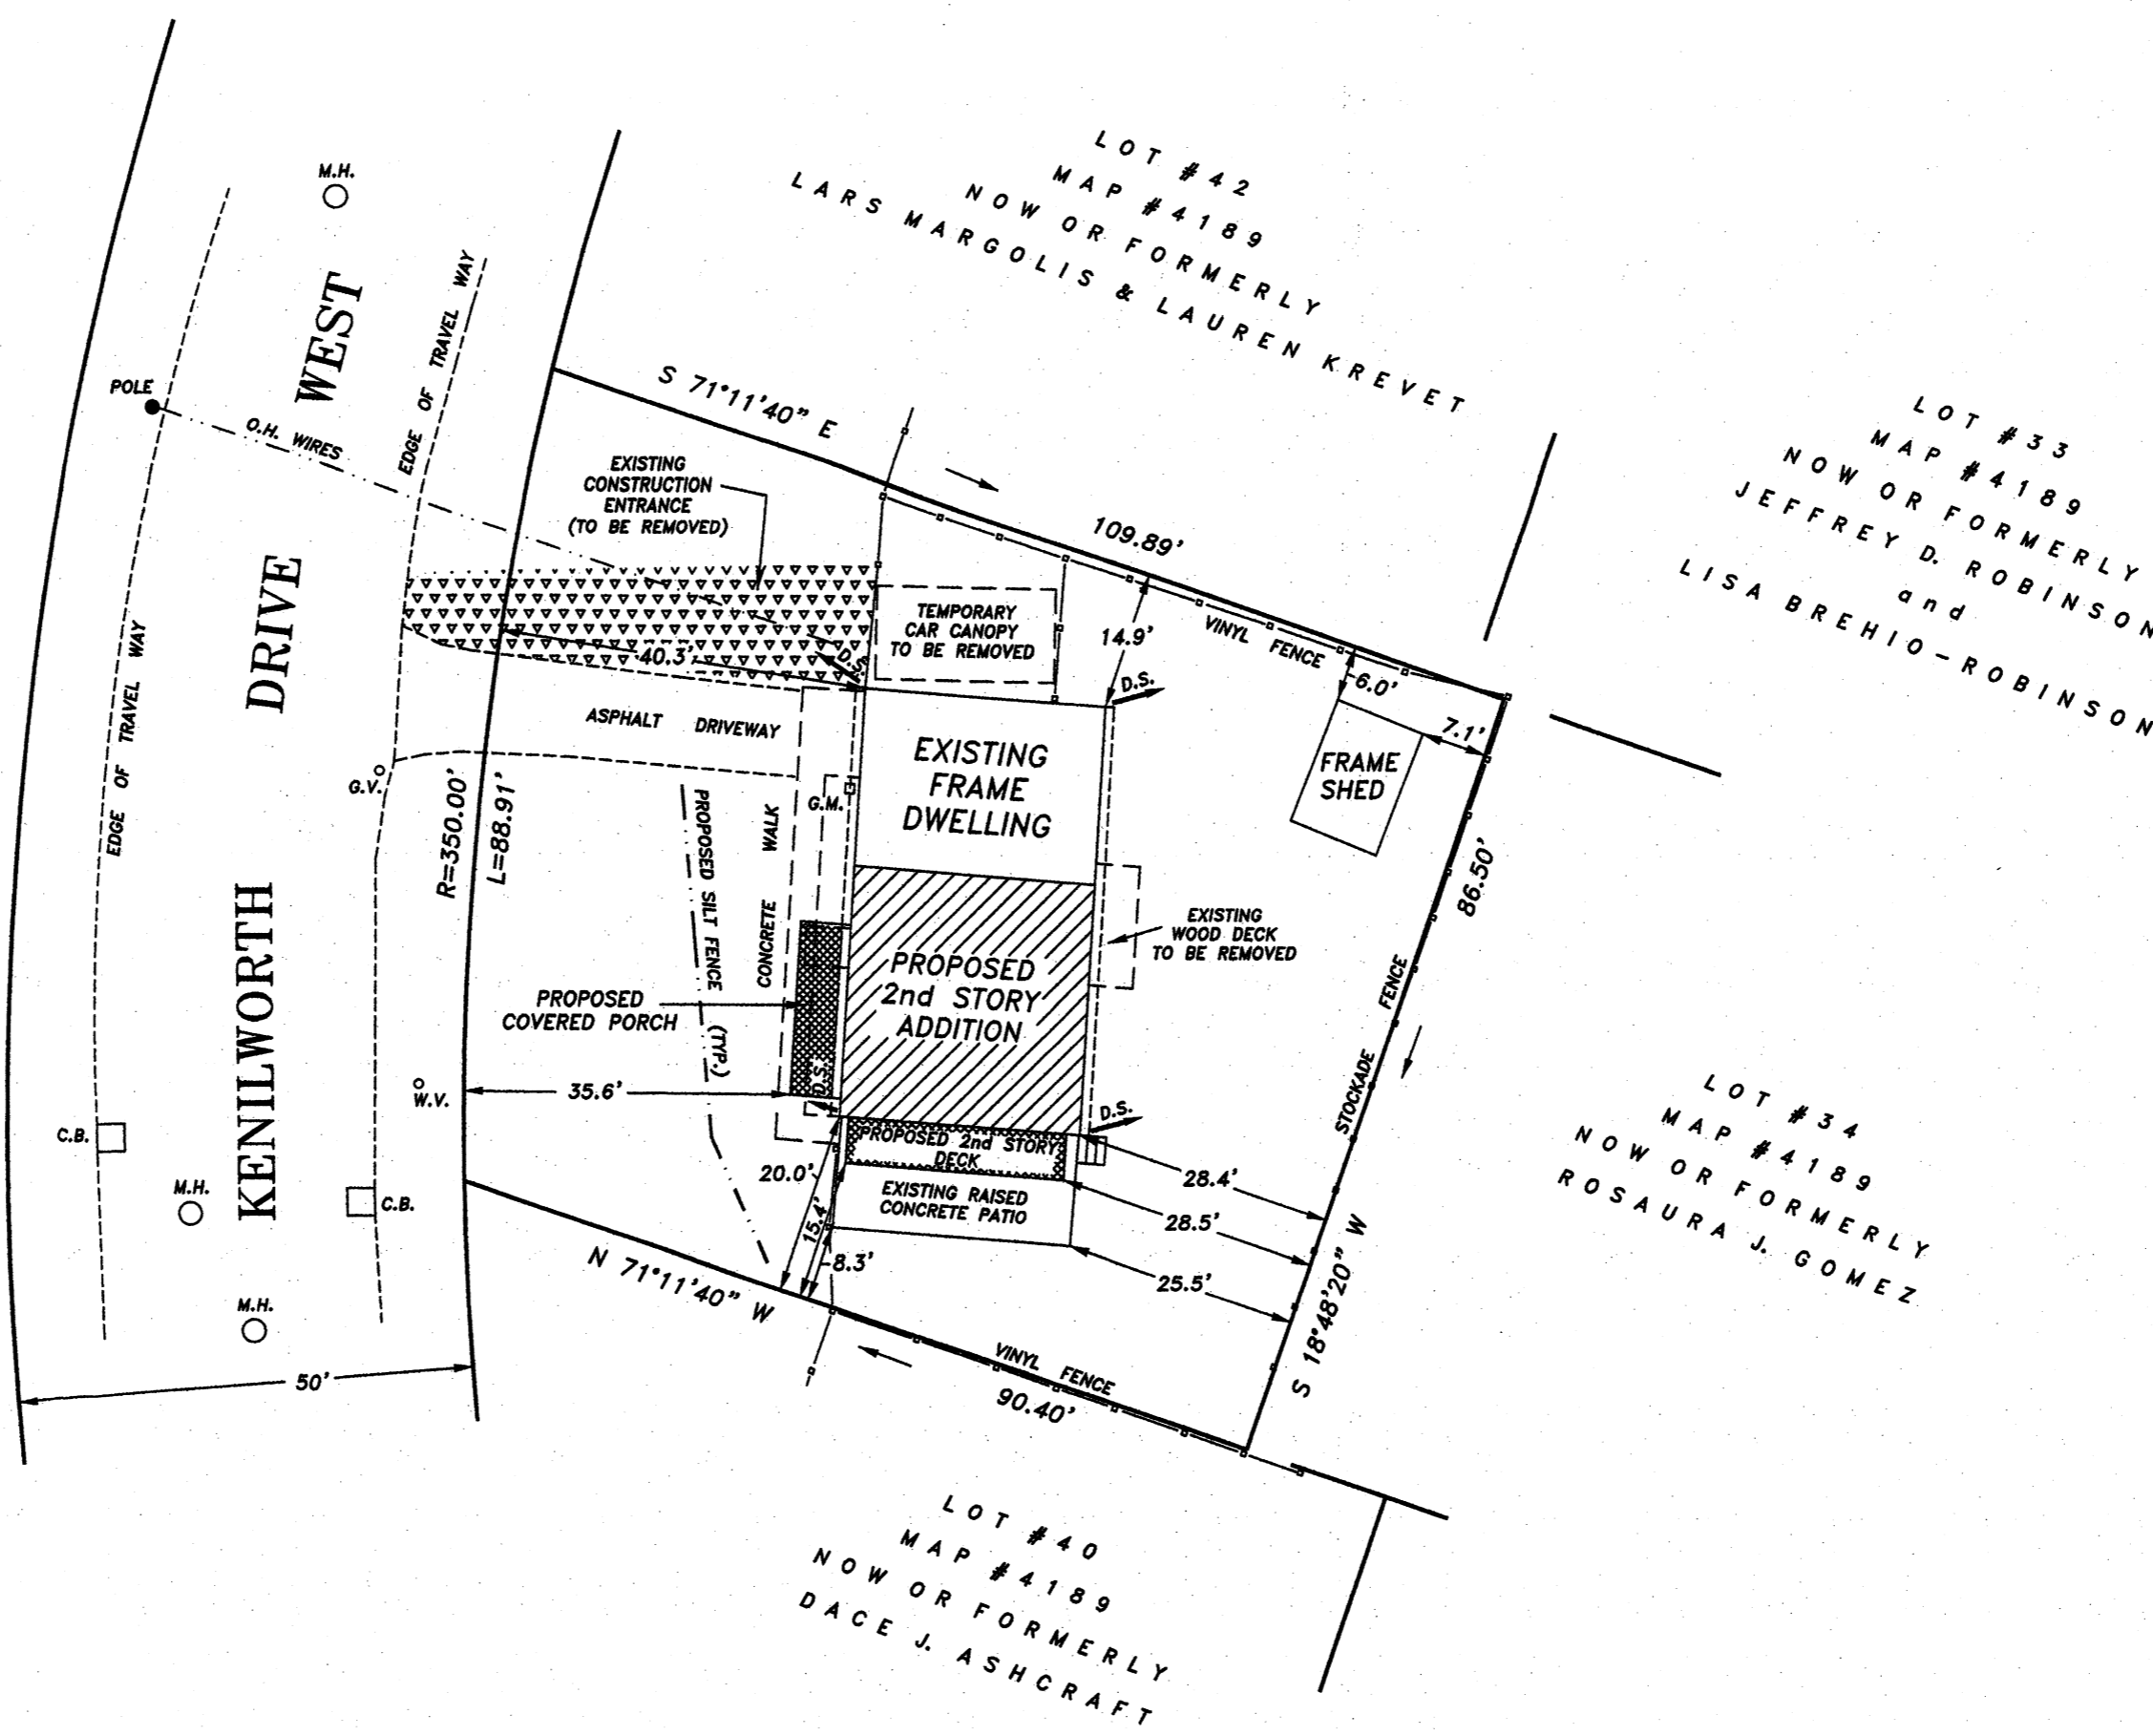 M.H.
LOT #42
MAP #4189
NOW OR FORMERLY
LARS MARGOLIS & LAUREN KREVET
KENILWORTH DRIVE WEST
EDGE OF TRAVEL WAY
POLE
O.H. WIRES
S 71°11'40" E
109.89'
LOT #33
MAP #4189
NOW OR FORMERLY
JEFFREY D. ROBINSON
and
LISA BREHIO-ROBINSON
EXISTING
CONSTRUCTION
ENTRANCE
(TO BE REMOVED)
TEMPORARY
CAR CANOPY
TO BE REMOVED
14.9'
VINYL FENCE
40.3'
D.S.
D.S.
6.0'
7.1'
FRAME
SHED
EDGE OF TRAVEL WAY
ASPHALT DRIVEWAY
EXISTING
FRAME
DWELLING
G.V.
G.M.
R=350.00'
L=88.91'
PROPOSED SILT FENCE (TYP.)
CONCRETE WALK
86.50'
EXISTING
WOOD DECK
TO BE REMOVED
PROPOSED
2nd STORY
ADDITION
PROPOSED
COVERED PORCH
STOCKADE FENCE
35.6'
D.S.
W.V.
D.S.
C.B.
PROPOSED 2nd STORY
DECK
LOT #34
MAP #4189
NOW OR FORMERLY
ROSAURA J. GOMEZ
20.0'
28.4'
M.H.
C.B.
EXISTING RAISED
CONCRETE PATIO
15.4'
28.5'
8.3'
25.5'
S 18°48'20" W
N 71°11'40" W
M.H.
50'
VINYL FENCE
90.40'
LOT #40
MAP #4189
NOW OR FORMERLY
DACE J. ASHCRAFT